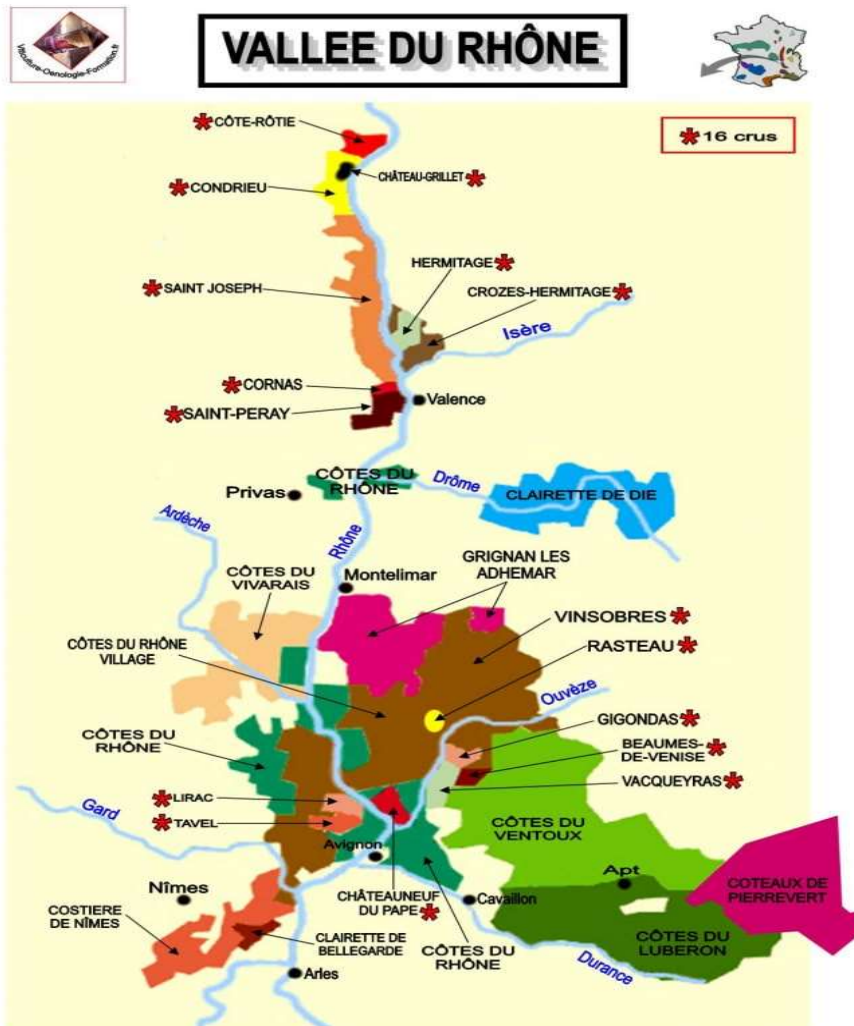 Viticulture-Oenologie-Formation.fr
VALLEE DU RHÔNE
* 16 crus
* CÔTE-RÔTIE
CHÂTEAU-GRILLET *
* CONDRIEU
HERMITAGE *
* SAINT JOSEPH
CROZES-HERMITAGE *
Isère
* CORNAS
Valence
* SAINT-PERAY
CÔTES DU
RHÔNE
Drôme
Privas
CLAIRETTE DE DIE
Ardèche
Rhône
GRIGNAN LES
ADHEMAR
CÔTES DU
VIVARAIS
Montelimar
VINSOBRES *
CÔTES DU RHÔNE
VILLAGE
RASTEAU *
Ouvèze
GIGONDAS *
CÔTES DU
RHÔNE
BEAUMES-
DE-VENISE *
VACQUEYRAS *
* LIRAC
Gard
* TAVEL
CÔTES DU
VENTOUX
Avignon
Apt
Nîmes
CHÂTEAUNEUF
DU PAPE *
Cavaillon
COTEAUX DE
PIERREVERT
COSTIERE
DE NÎMES
CLAIRETTE DE
BELLEGARDE
CÔTES DU
RHÔNE
CÔTES DU
LUBERON
Durance
Arles